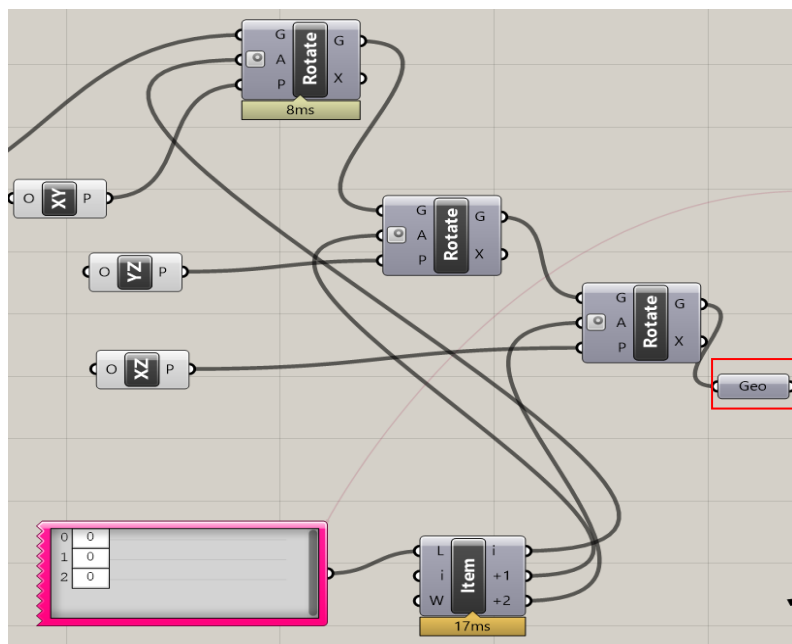 G
A
P
Rotate
G
X
8ms
O
XY
P
G
A
P
Rotate
G
X
O
YZ
P
G
A
P
Rotate
G
X
O
XZ
P
Geo
0 0
1 0
2 0
L
i
W
Item
i
+1
+2
17ms